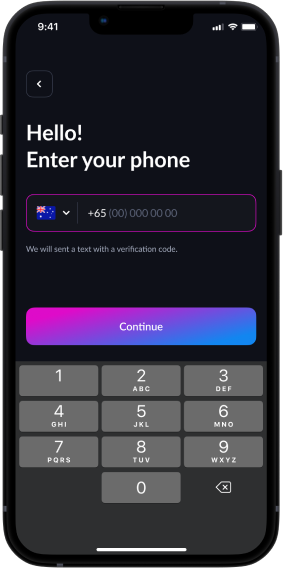 9:41
Hello!
Enter your phone
+65 (00) 000 00 00
We will sent a text with a verification code.
Continue
1 2 3
ABC DEF
4 5 6
GHI JKL MNO
7 8 9
PQRS TUV WXYZ
0